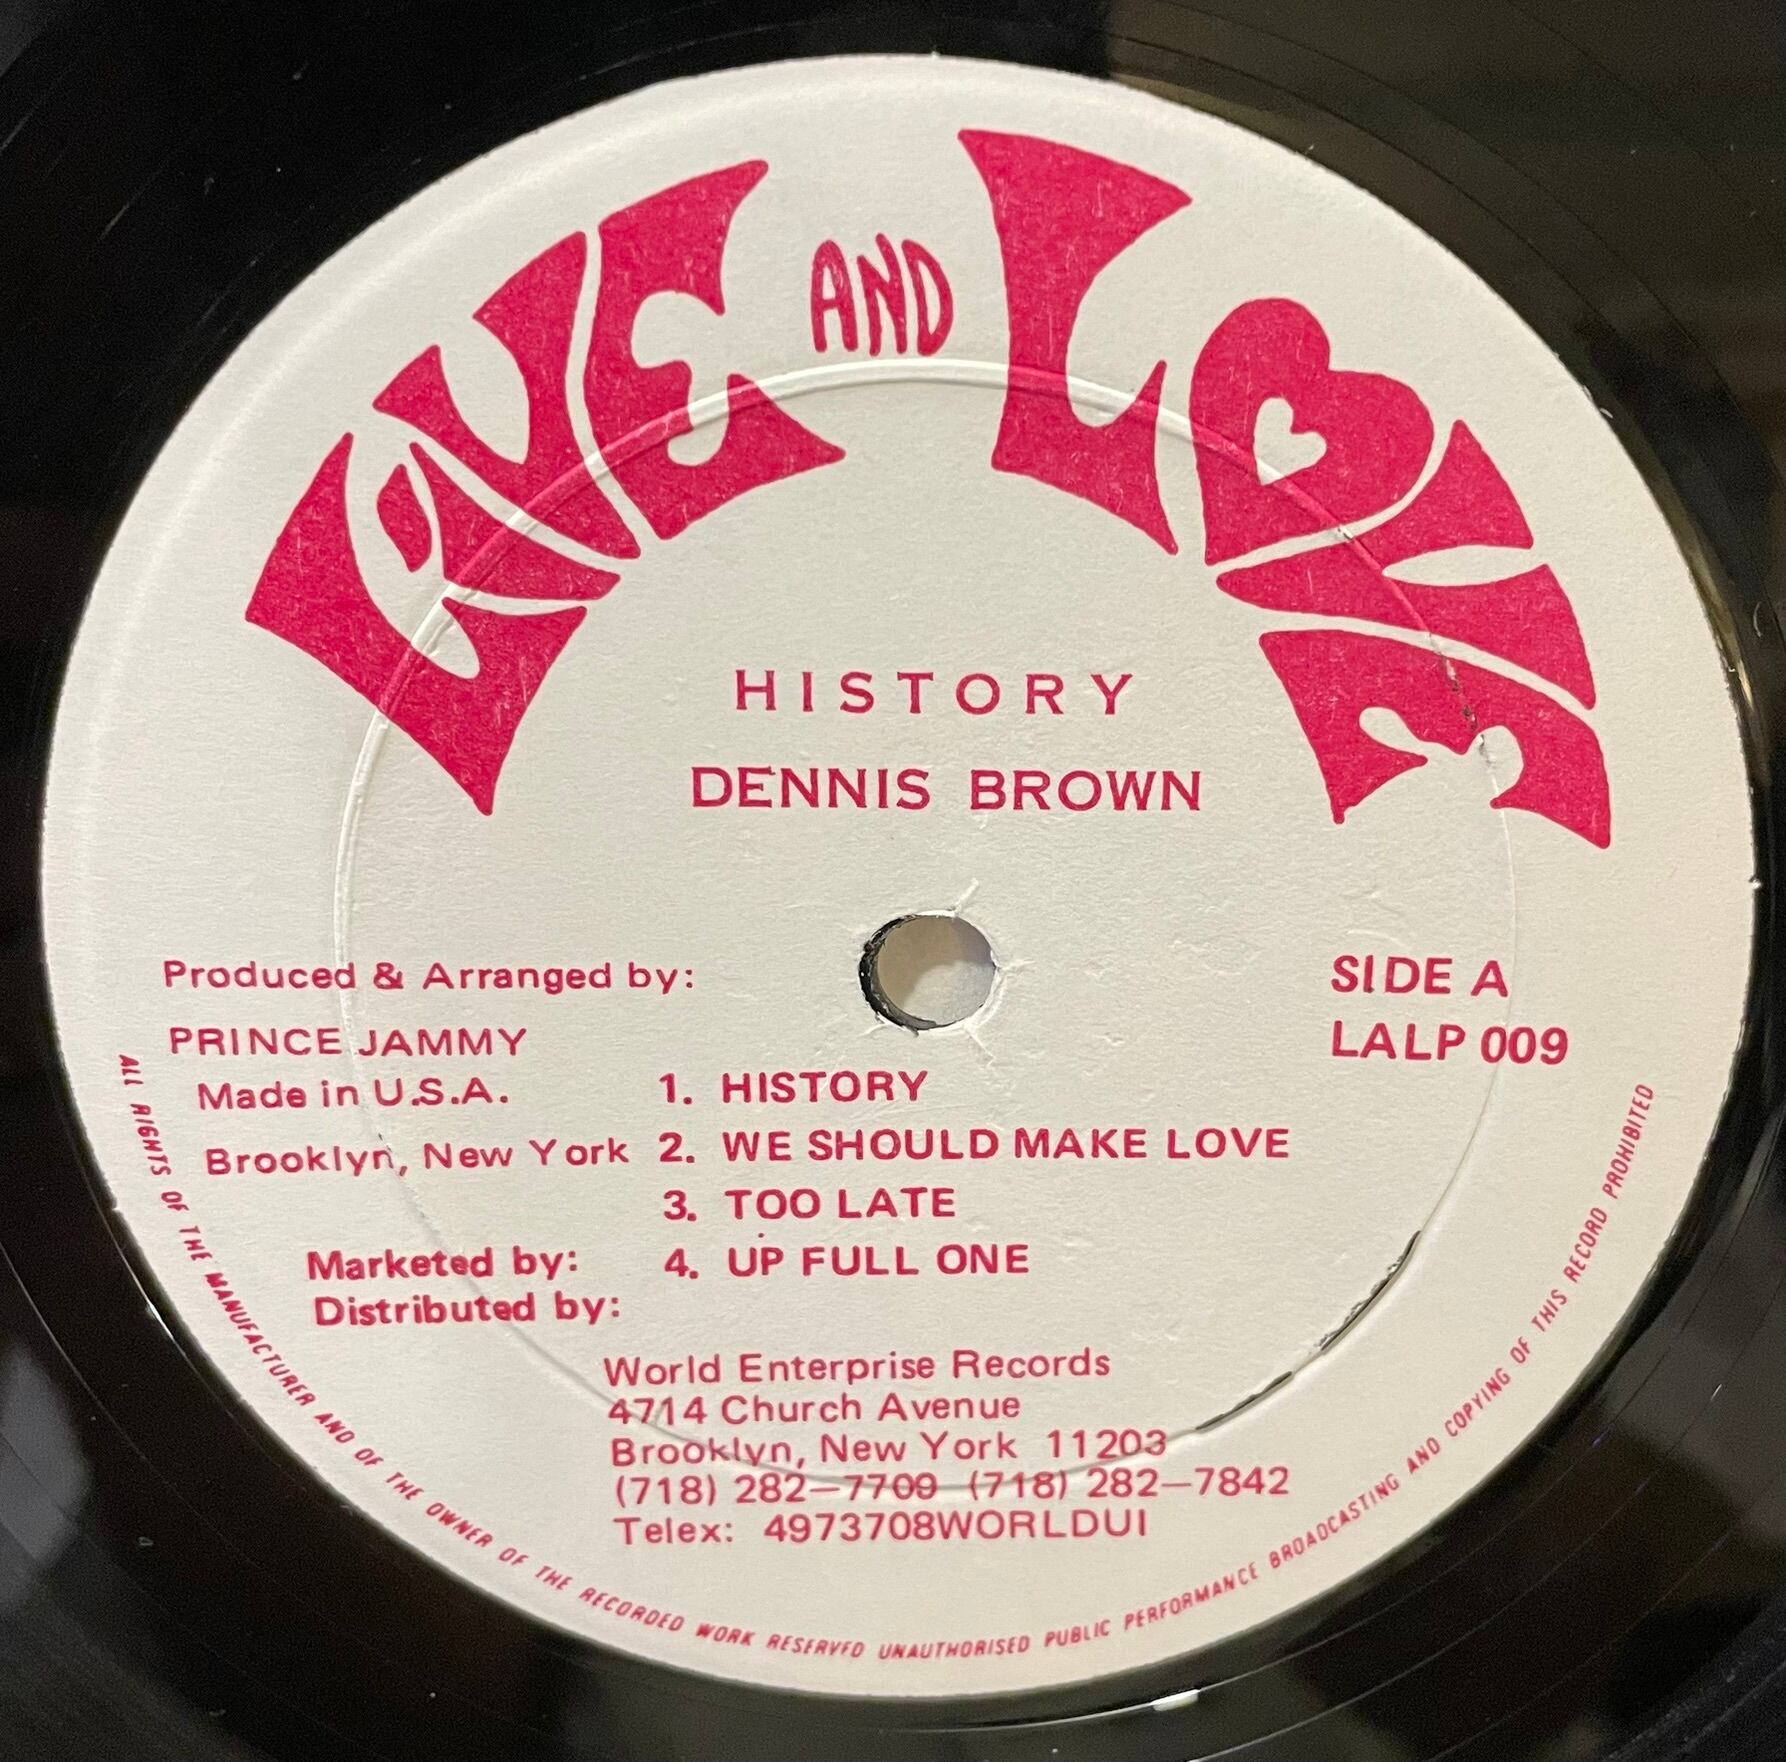 LIVE AND LOVE
HISTORY
DENNIS BROWN
Produced & Arranged by:
PRINCE JAMMY
Made in U.S.A.
Brooklyn, New York
SIDE A
LALP 009
1. HISTORY
2. WE SHOULD MAKE LOVE
3. TOO LATE
4. UP FULL ONE
Marketed by:
Distributed by:
World Enterprise Records
4714 Church Avenue
Brooklyn, New York 11203
(718) 282–7709 (718) 282–7842
Telex: 4973708WORLDUI
ALL RIGHTS OF THE MANUFACTURER AND OF THE OWNER OF THE RECORDED WORK RESERVED UNAUTHORISED PUBLIC PERFORMANCE BROADCASTING AND COPYING OF THIS RECORD PROHIBITED